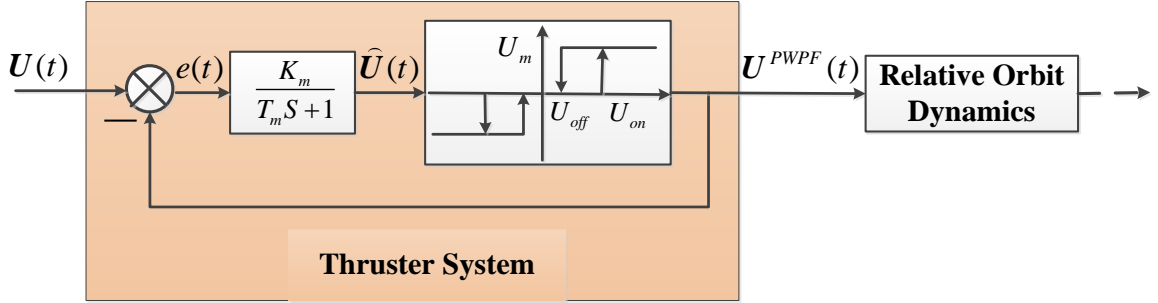 U(t)
e(t)
K_m
T_m S + 1
Û(t)
U_m
U_off
U_on
U^PWPF (t)
Relative Orbit
Dynamics
−
Thruster System